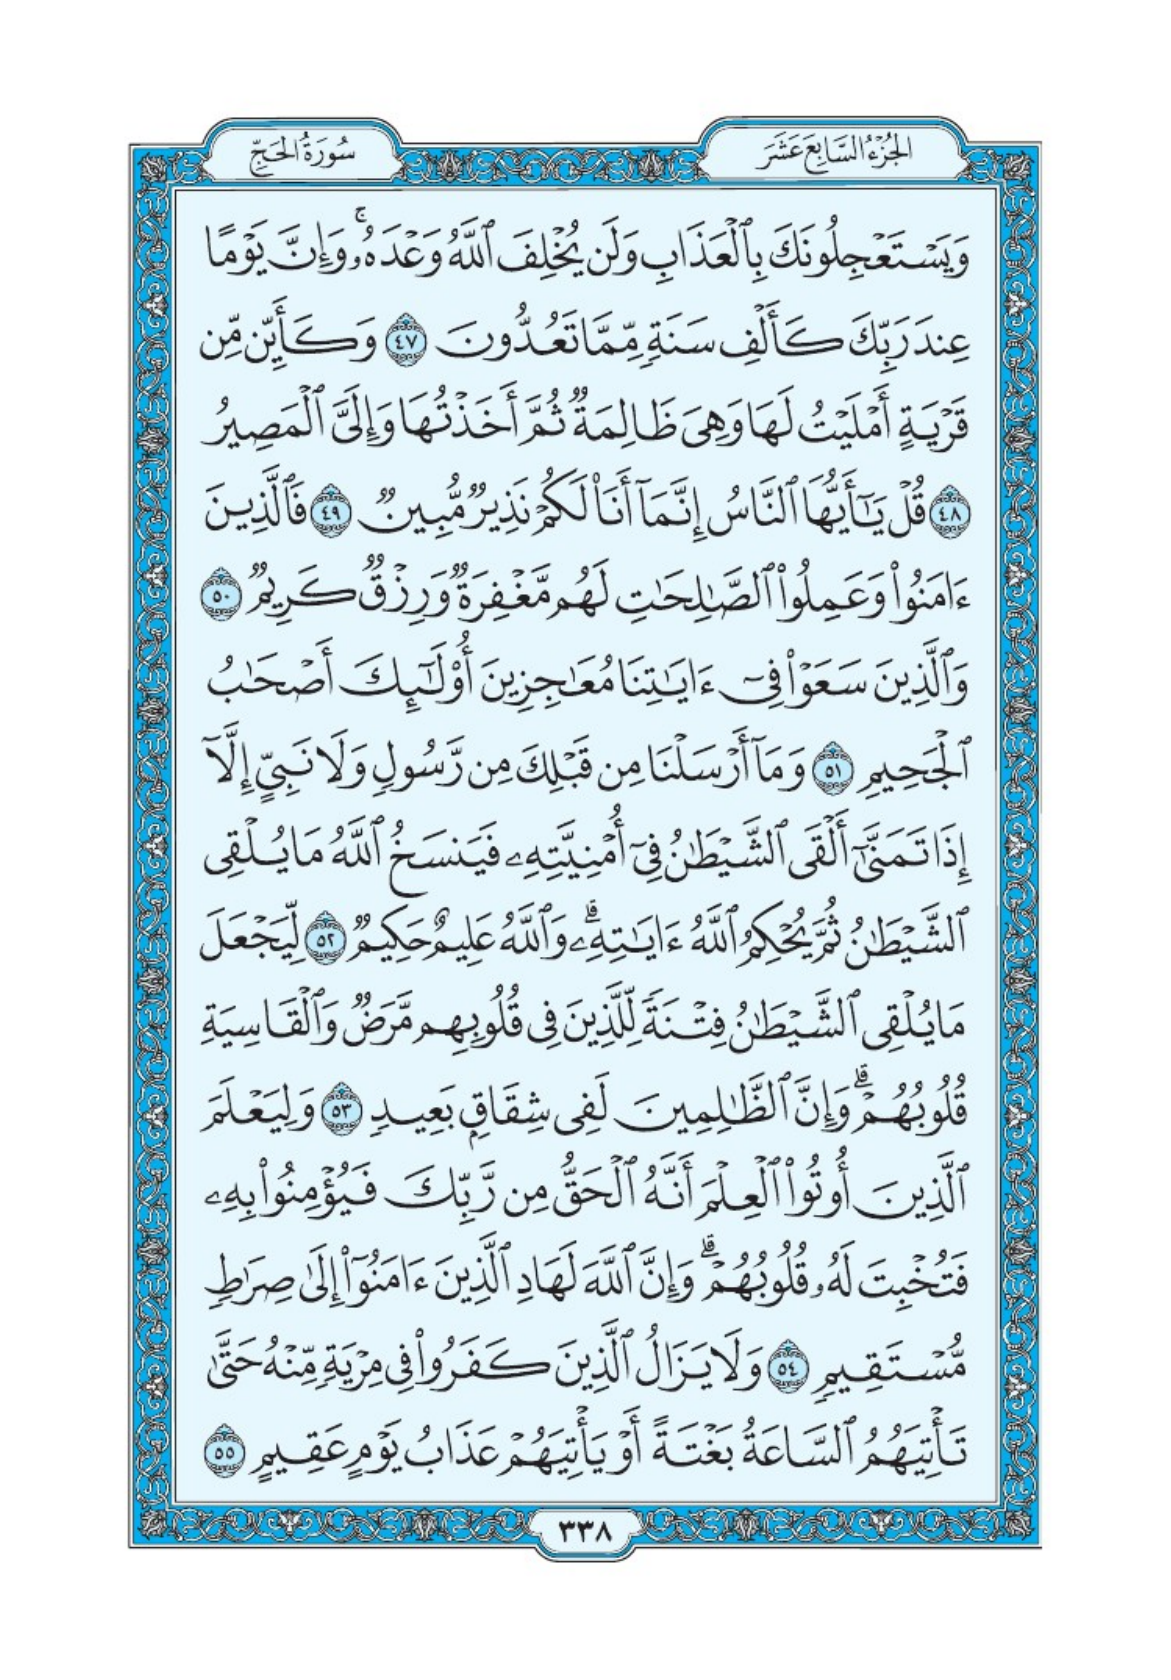 الجُزْءُ السَّابِعَ عَشَرَ
سُورَةُ الحَجِّ
وَيَسْتَعْجِلُونَكَ بِٱلْعَذَابِ وَلَن يُخْلِفَ ٱللَّهُ وَعْدَهُۥۚ وَإِنَّ يَوْمًا
عِندَ رَبِّكَ كَأَلْفِ سَنَةٖ مِّمَّا تَعُدُّونَ ٤٧ وَكَأَيِّن مِّن
قَرْيَةٍ أَمْلَيْتُ لَهَا وَهِيَ ظَالِمَةٞ ثُمَّ أَخَذْتُهَا وَإِلَيَّ ٱلْمَصِيرُ
٤٨ قُلْ يَٰٓأَيُّهَا ٱلنَّاسُ إِنَّمَآ أَنَا۠ لَكُمْ نَذِيرٞ مُّبِينٞ ٤٩ فَٱلَّذِينَ
ءَامَنُوا۟ وَعَمِلُوا۟ ٱلصَّٰلِحَٰتِ لَهُم مَّغْفِرَةٞ وَرِزْقٞ كَرِيمٞ ٥٠
وَٱلَّذِينَ سَعَوْا۟ فِيٓ ءَايَٰتِنَا مُعَٰجِزِينَ أُو۟لَٰٓئِكَ أَصْحَٰبُ
ٱلْجَحِيمِ ٥١ وَمَآ أَرْسَلْنَا مِن قَبْلِكَ مِن رَّسُولٖ وَلَا نَبِيٍّ إِلَّآ
إِذَا تَمَنَّىٰٓ أَلْقَى ٱلشَّيْطَٰنُ فِيٓ أُمْنِيَّتِهِۦ فَيَنسَخُ ٱللَّهُ مَا يُلْقِي
ٱلشَّيْطَٰنُ ثُمَّ يُحْكِمُ ٱللَّهُ ءَايَٰتِهِۦۗ وَٱللَّهُ عَلِيمٌ حَكِيمٞ ٥٢ لِّيَجْعَلَ
مَا يُلْقِي ٱلشَّيْطَٰنُ فِتْنَةٗ لِّلَّذِينَ فِي قُلُوبِهِم مَّرَضٞ وَٱلْقَاسِيَةِ
قُلُوبُهُمْۗ وَإِنَّ ٱلظَّٰلِمِينَ لَفِي شِقَاقِۭ بَعِيدٖ ٥٣ وَلِيَعْلَمَ
ٱلَّذِينَ أُوتُوا۟ ٱلْعِلْمَ أَنَّهُ ٱلْحَقُّ مِن رَّبِّكَ فَيُؤْمِنُوا۟ بِهِۦ
فَتُخْبِتَ لَهُۥ قُلُوبُهُمْۗ وَإِنَّ ٱللَّهَ لَهَادِ ٱلَّذِينَ ءَامَنُوٓا۟ إِلَىٰ صِرَٰطٖ
مُّسْتَقِيمٖ ٥٤ وَلَا يَزَالُ ٱلَّذِينَ كَفَرُوا۟ فِي مِرْيَةٖ مِّنْهُ حَتَّىٰ
تَأْتِيَهُمُ ٱلسَّاعَةُ بَغْتَةً أَوْ يَأْتِيَهُمْ عَذَابُ يَوْمٍ عَقِيمٍ ٥٥
٣٣٨